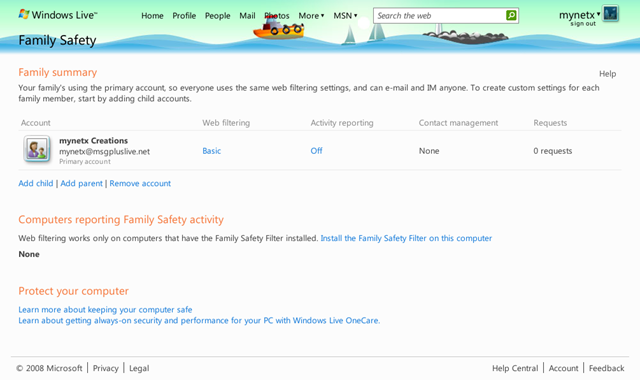 Windows Live™ Home Profile People Mail Photos More ▾ MSN ▾ Search the web mynetx ▾
sign out
Family Safety
Family summary Help
Your family's using the primary account, so everyone uses the same web filtering settings, and can e-mail and IM anyone. To create custom settings for each
family member, start by adding child accounts.
Account Web filtering Activity reporting Contact management Requests
mynetx Creations
mynetx@msgpluslive.net Basic Off None 0 requests
Primary account
Add child | Add parent | Remove account
Computers reporting Family Safety activity
Web filtering works only on computers that have the Family Safety Filter installed. Install the Family Safety Filter on this computer
None
Protect your computer
Learn more about keeping your computer safe
Learn about getting always-on security and performance for your PC with Windows Live OneCare.
© 2008 Microsoft | Privacy | Legal Help Central | Account | Feedback